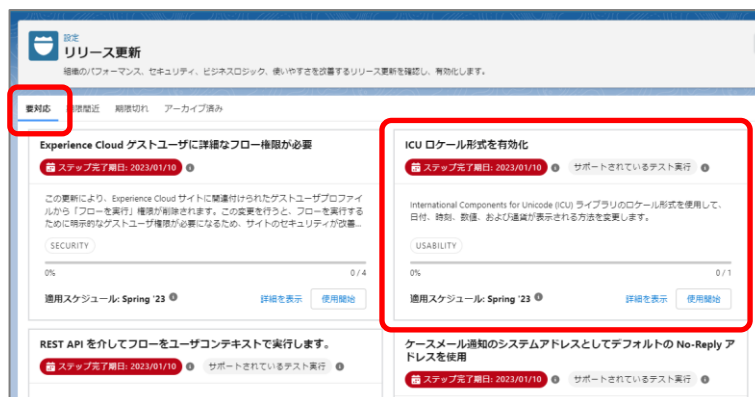 設定
リリース更新
組織のパフォーマンス、セキュリティ、ビジネスロジック、使いやすさを改善するリリース更新を確認し、有効化します。
要対応 期限間近 期限切れ アーカイブ済み
Experience Cloud ゲストユーザに詳細なフロー権限が必要
ステップ完了期日: 2023/01/10
この更新により、Experience Cloud サイトに関連付けられたゲストユーザプロファイ
ルから「フローを実行」権限が削除されます。この変更を行うと、フローを実行する
ために明示的なゲストユーザ権限が必要になるため、サイトのセキュリティが改善...
SECURITY
0% 0 / 4
適用スケジュール: Spring '23 詳細を表示 使用開始
ICU ロケール形式を有効化
ステップ完了期日: 2023/01/10 サポートされているテスト実行
International Components for Unicode (ICU) ライブラリのロケール形式を使用して、
日付、時刻、数値、および通貨が表示される方法を変更します。
USABILITY
0% 0 / 1
適用スケジュール: Spring '23 詳細を表示 使用開始
REST API を介してフローをユーザコンテキストで実行します。
ステップ完了期日: 2023/01/10 サポートされているテスト実行
ケースメール通知のシステムアドレスとしてデフォルトの No-Reply ア
ドレスを使用
ステップ完了期日: 2023/01/10 サポートされているテスト実行